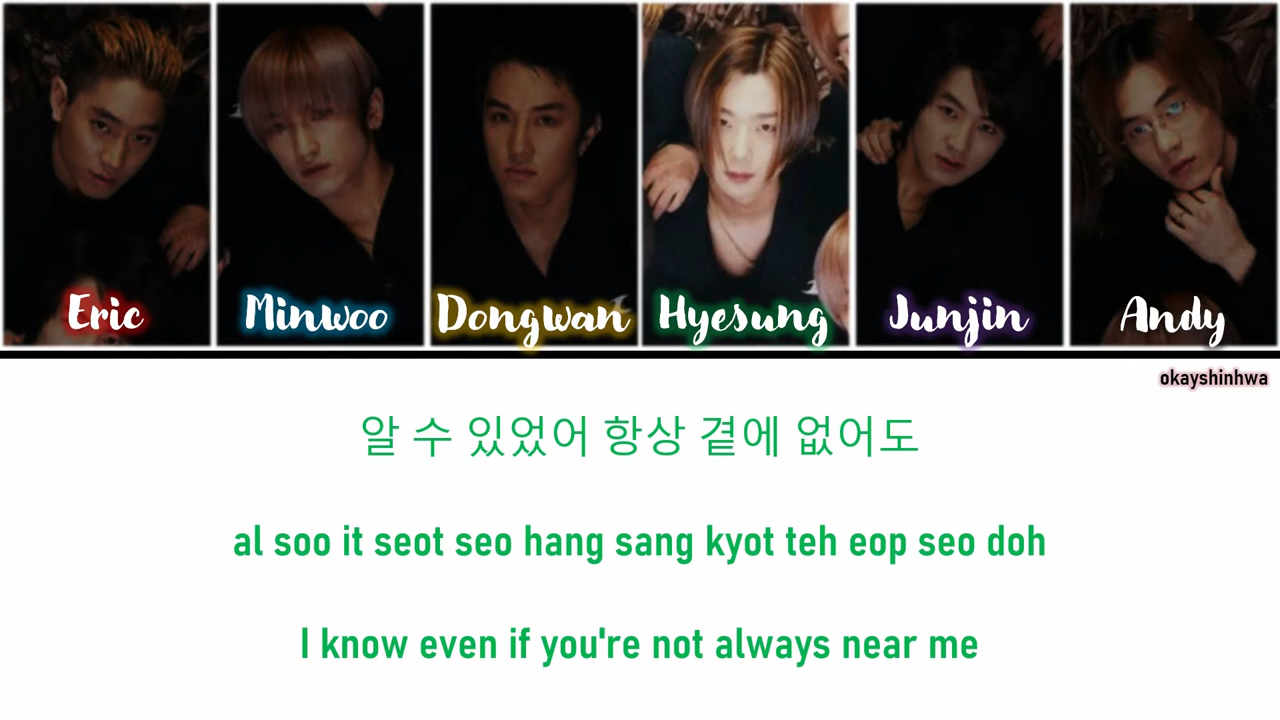 Eric
Minwoo
Dongwan
Hyesung
Junjin
Andy
okayshinhwa
알 수 있었어 항상 곁에 없어도
al soo it seot seo hang sang kyot teh eop seo doh
I know even if you're not always near me